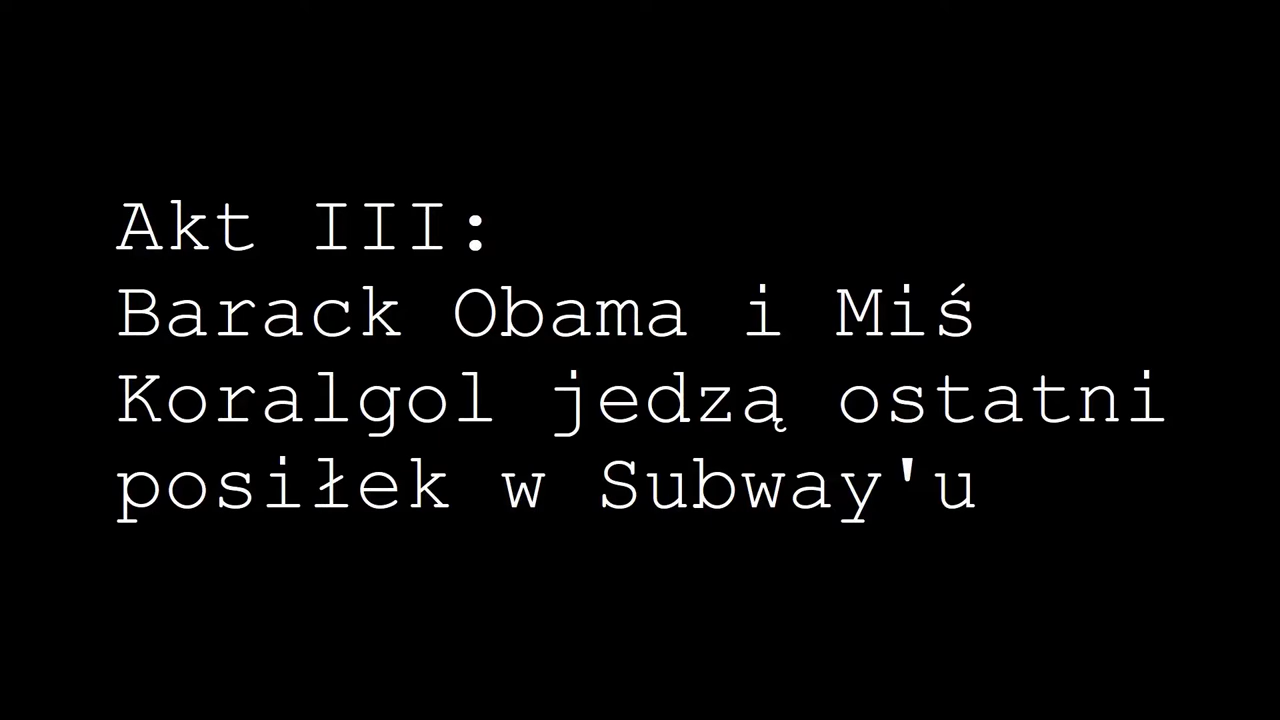 Akt III:
Barack Obama i Miś
Koralgol jedzą ostatni
posiłek w Subway'u